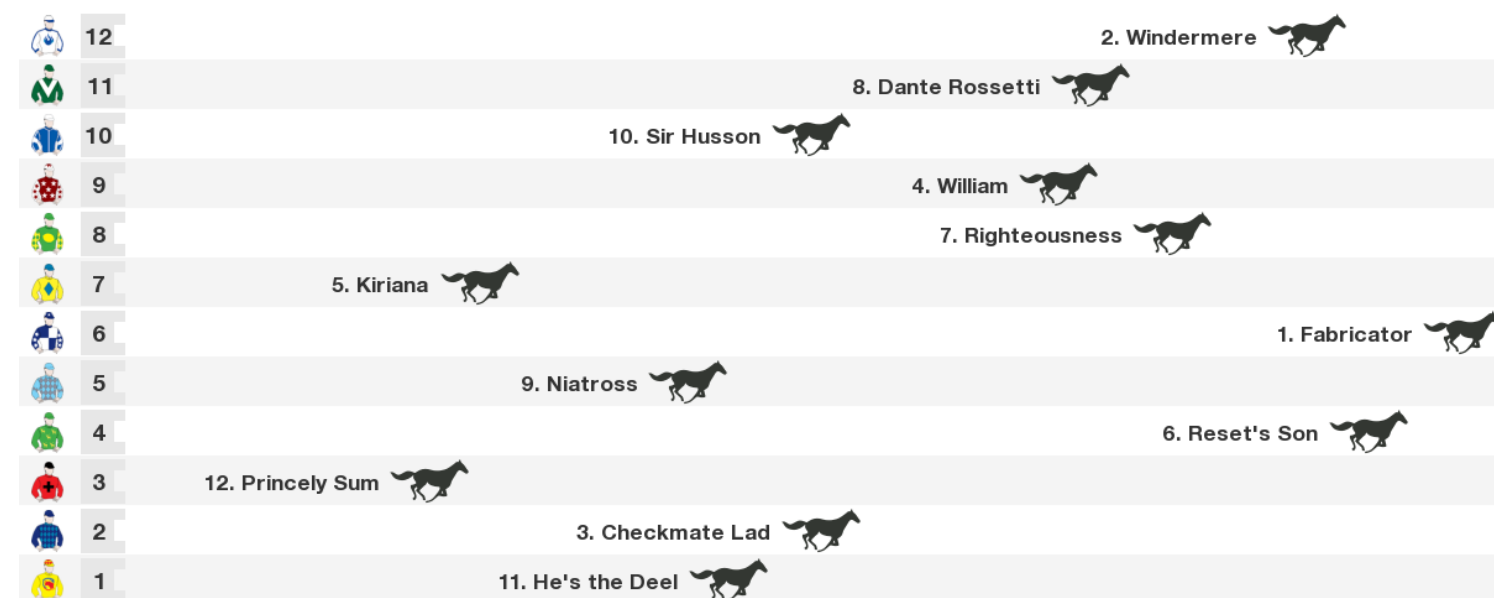 12 2. Windermere
11 8. Dante Rossetti
10 10. Sir Husson
9 4. William
8 7. Righteousness
7 5. Kiriana
6 1. Fabricator
5 9. Niatross
4 6. Reset's Son
3 12. Princely Sum
2 3. Checkmate Lad
1 11. He's the Deel